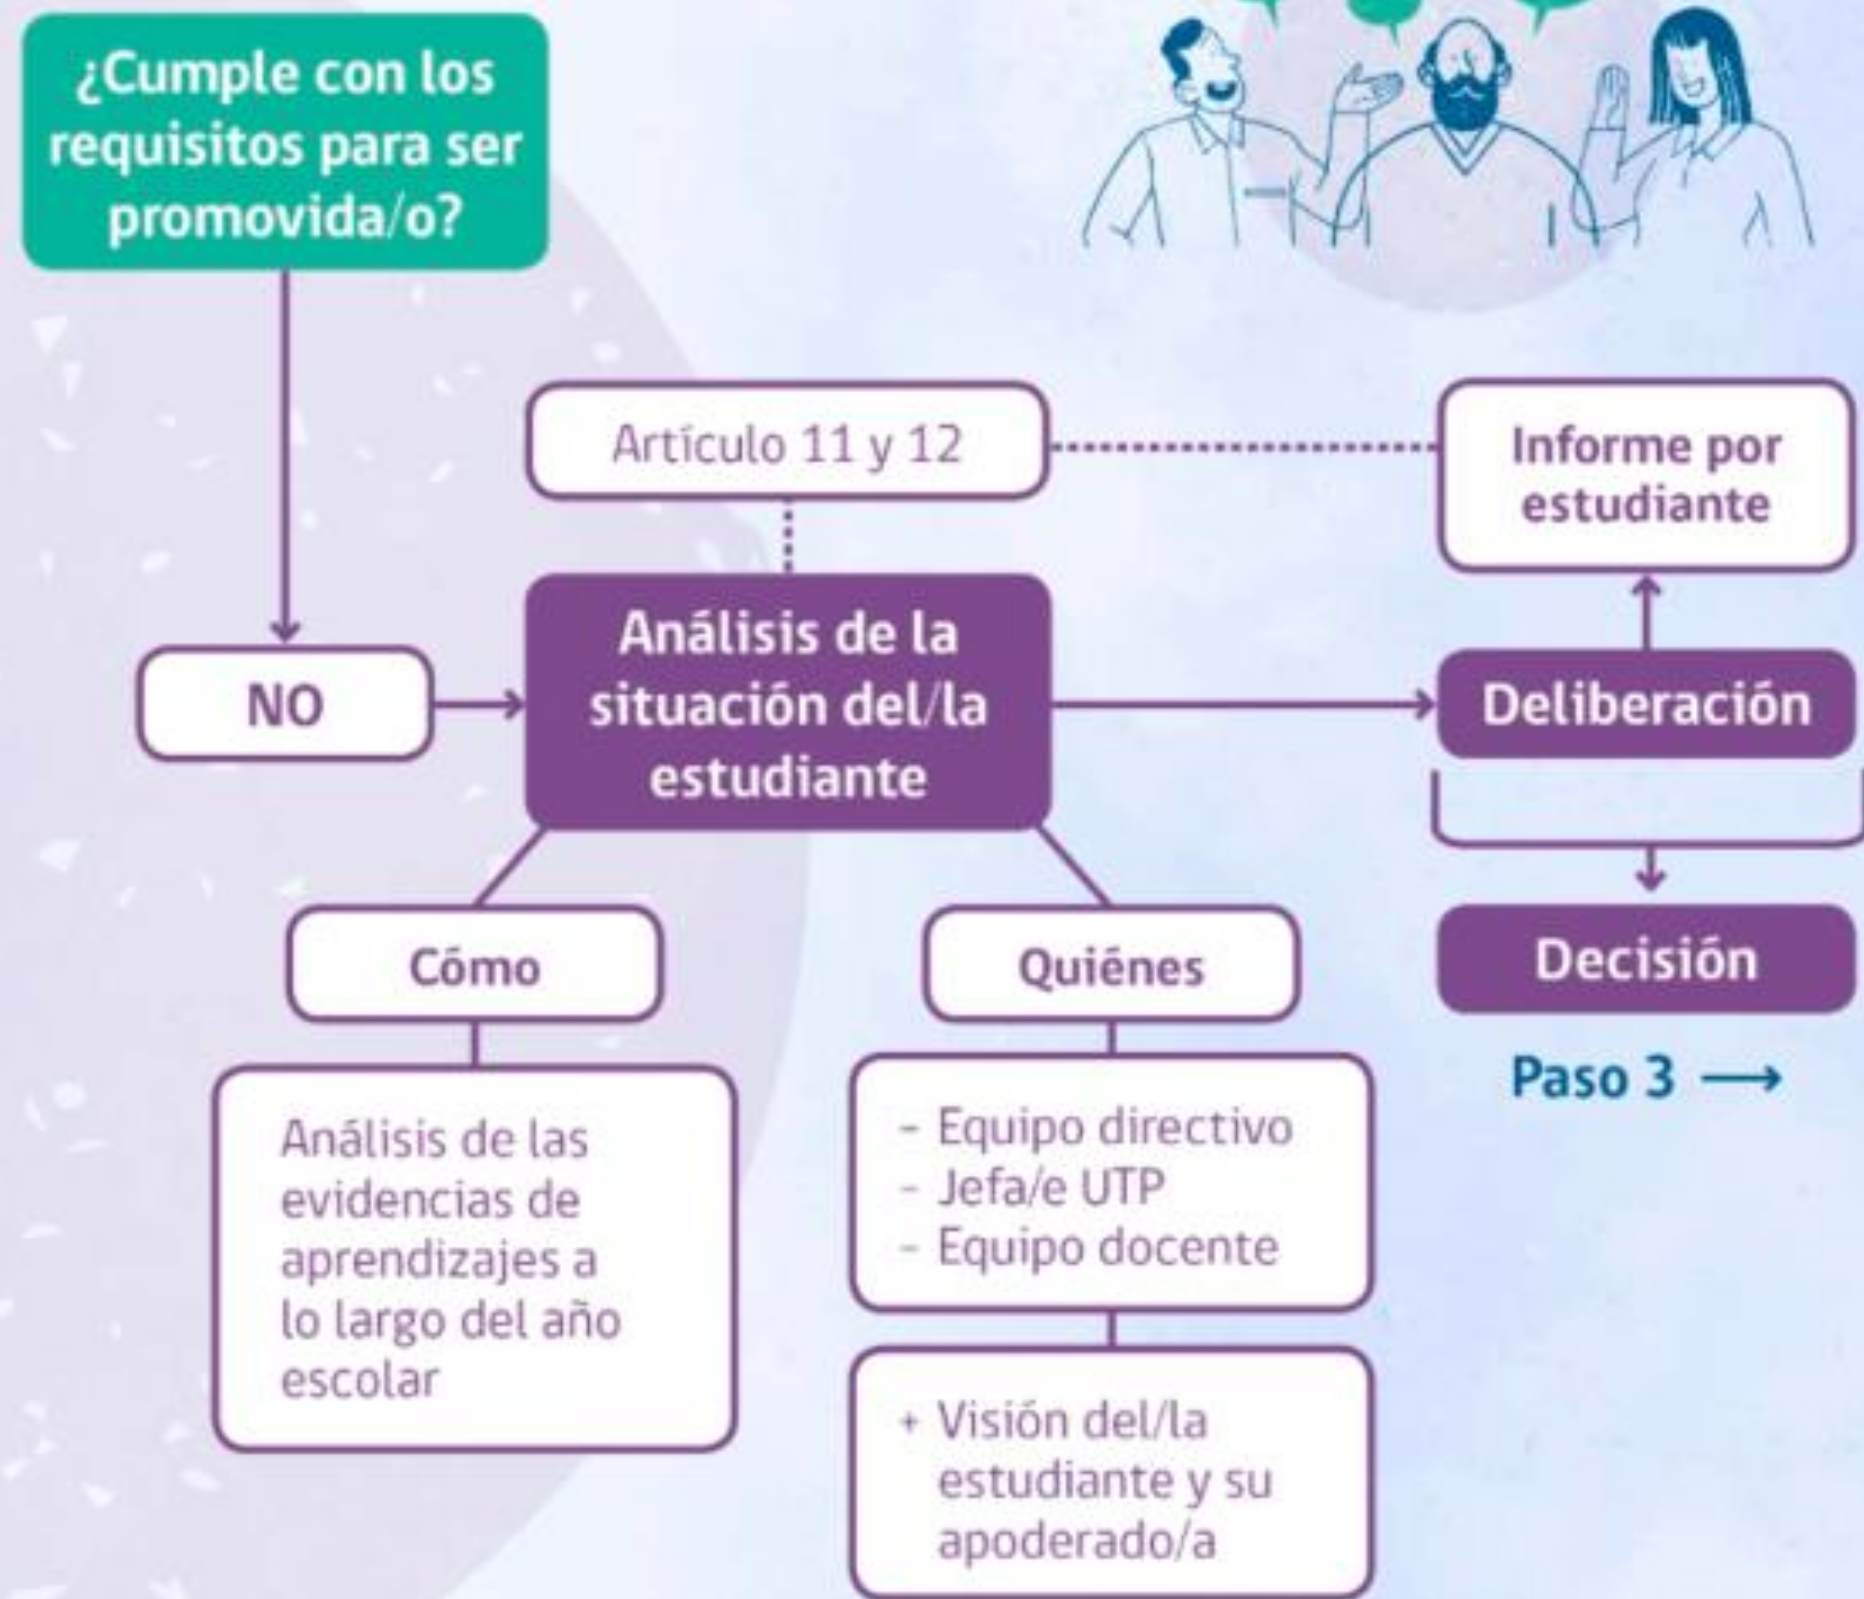 ¿Cumple con los
requisitos para ser
promovida/o?
Artículo 11 y 12
Informe por
estudiante
NO
Análisis de la
situación del/la
estudiante
Deliberación
Cómo
Quiénes
Decisión
Paso 3 →
Análisis de las
evidencias de
aprendizajes a
lo largo del año
escolar
- Equipo directivo
- Jefa/e UTP
- Equipo docente
+ Visión del/la
estudiante y su
apoderado/a